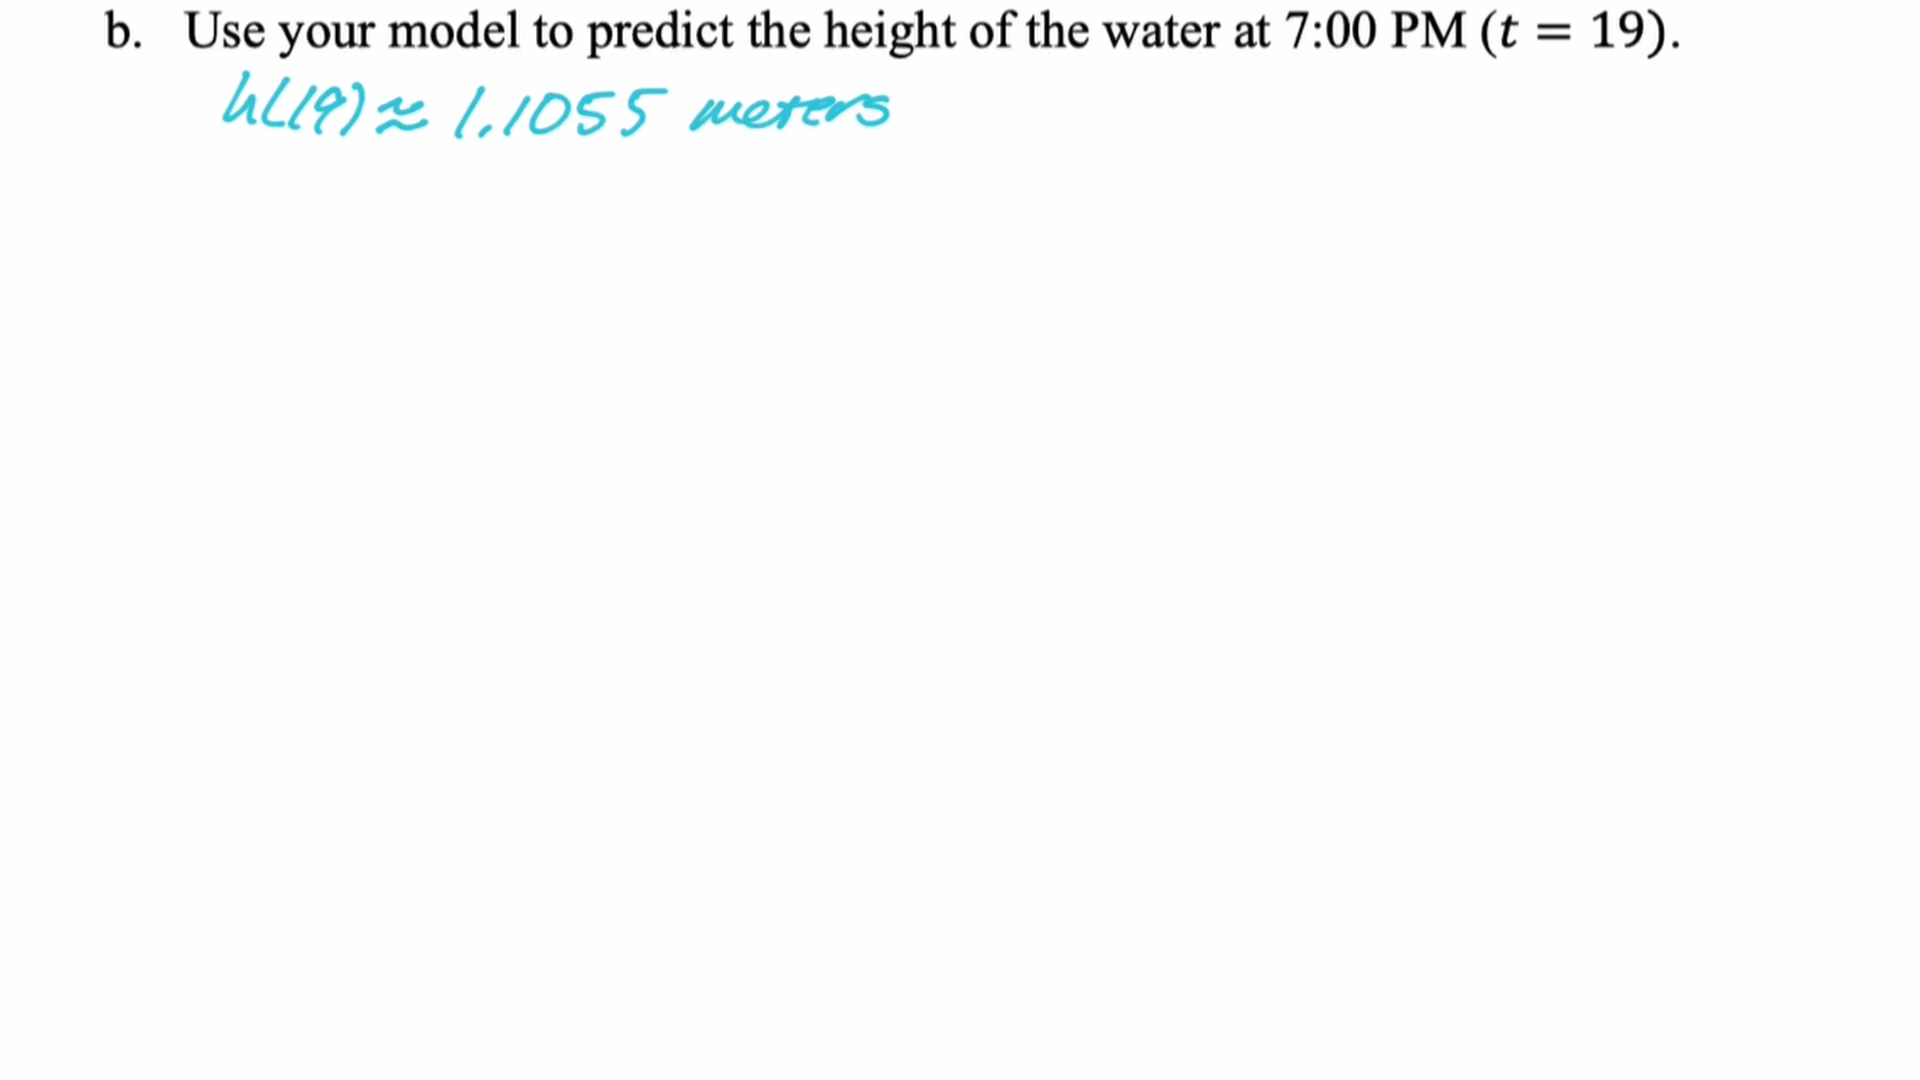 b. Use your model to predict the height of the water at 7:00 PM (t = 19).
h(19) ≈ 1.1055 meters